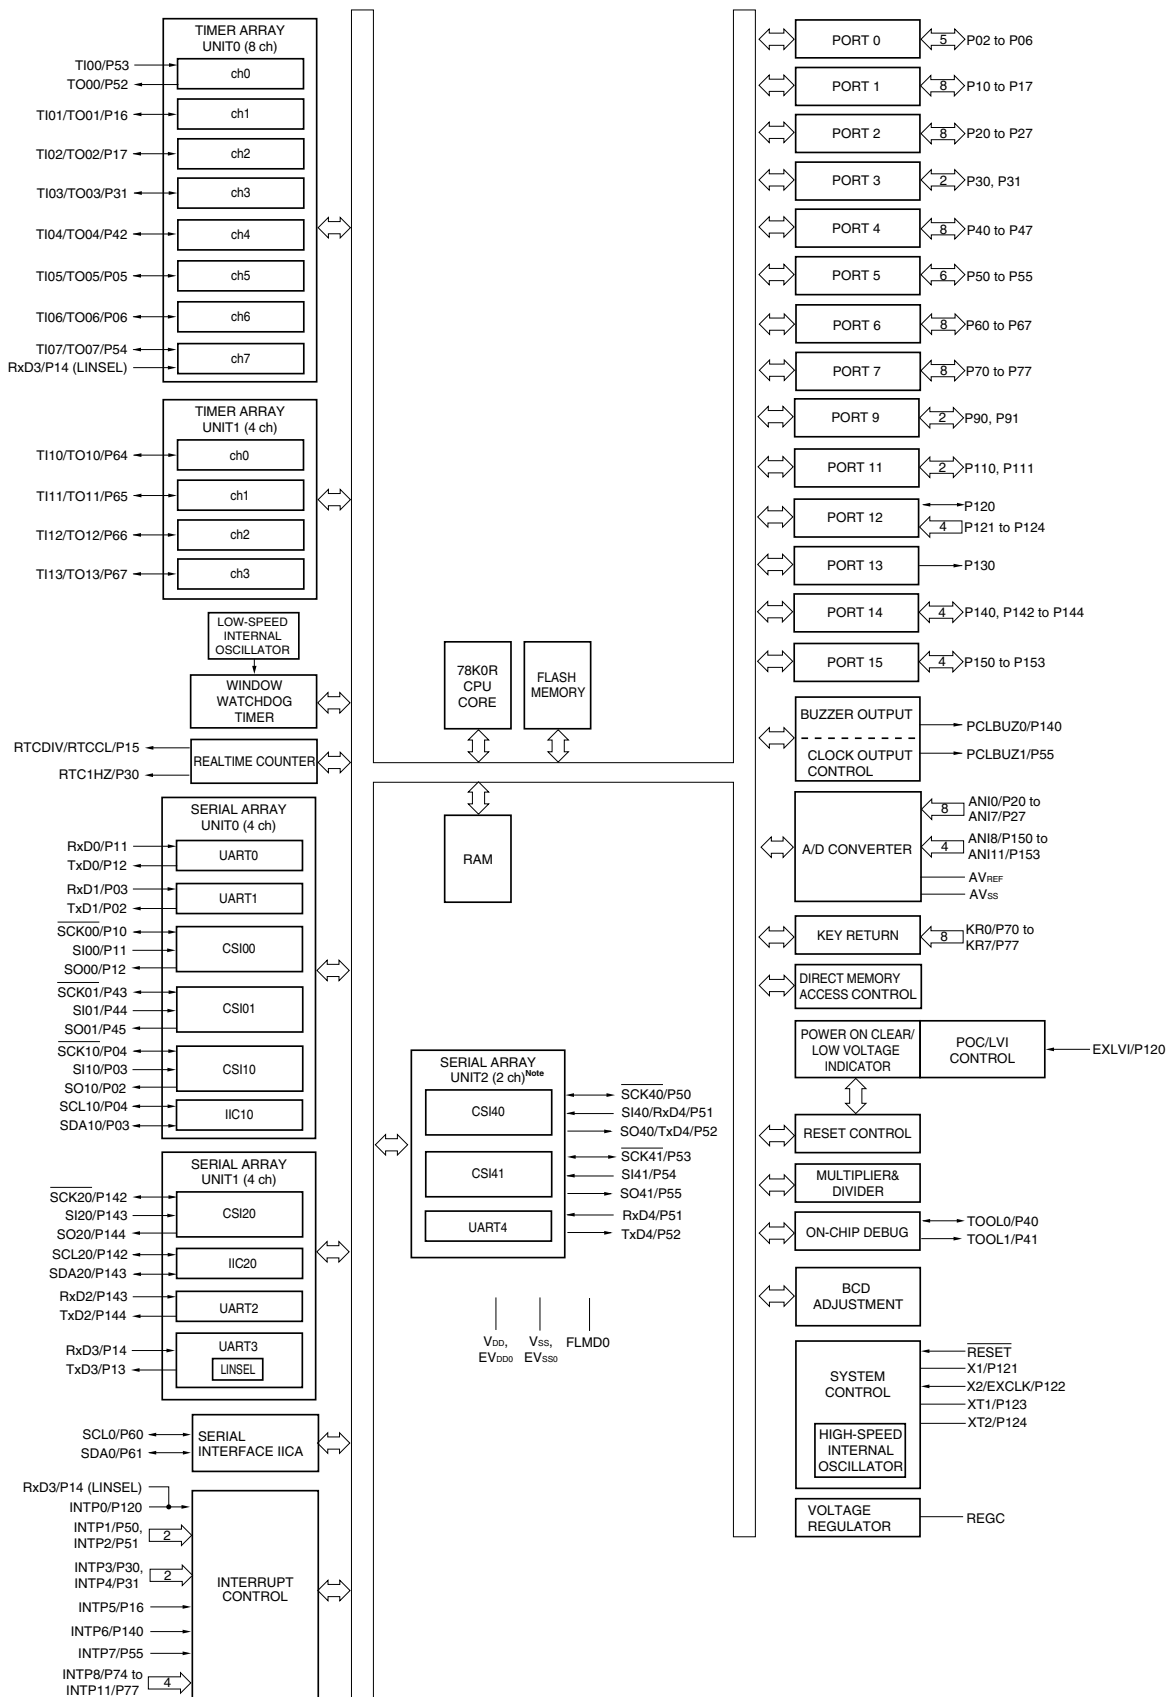 TIMER ARRAY
UNIT0 (8 ch)
TI00/P53
TO00/P52
ch0
TI01/TO01/P16
ch1
TI02/TO02/P17
ch2
TI03/TO03/P31
ch3
TI04/TO04/P42
ch4
TI05/TO05/P05
ch5
TI06/TO06/P06
ch6
TI07/TO07/P54
RxD3/P14 (LINSEL)
ch7
TIMER ARRAY
UNIT1 (4 ch)
TI10/TO10/P64
ch0
TI11/TO11/P65
ch1
TI12/TO12/P66
ch2
TI13/TO13/P67
ch3
LOW-SPEED
INTERNAL
OSCILLATOR
WINDOW
WATCHDOG
TIMER
RTCDIV/RTCCL/P15
RTC1HZ/P30
REALTIME COUNTER
SERIAL ARRAY
UNIT0 (4 ch)
RxD0/P11
TxD0/P12
UART0
RxD1/P03
TxD1/P02
UART1
SCK00/P10
SI00/P11
SO00/P12
CSI00
SCK01/P43
SI01/P44
SO01/P45
CSI01
SCK10/P04
SI10/P03
SO10/P02
CSI10
SCL10/P04
SDA10/P03
IIC10
SERIAL ARRAY
UNIT1 (4 ch)
SCK20/P142
SI20/P143
SO20/P144
CSI20
SCL20/P142
SDA20/P143
IIC20
RxD2/P143
TxD2/P144
UART2
RxD3/P14
TxD3/P13
UART3
LINSEL
SCL0/P60
SDA0/P61
SERIAL
INTERFACE IICA
RxD3/P14 (LINSEL)
INTP0/P120
INTP1/P50,
INTP2/P51
2
INTP3/P30,
INTP4/P31
2
INTP5/P16
INTP6/P140
INTP7/P55
INTP8/P74 to
INTP11/P77
4
INTERRUPT
CONTROL
78K0R
CPU
CORE
FLASH
MEMORY
RAM
SERIAL ARRAY
UNIT2 (2 ch)Note
CSI40
SCK40/P50
SI40/RxD4/P51
SO40/TxD4/P52
CSI41
SCK41/P53
SI41/P54
SO41/P55
UART4
RxD4/P51
TxD4/P52
VDD,
EVDD0
VSS,
EVSS0
FLMD0
PORT 0
5
P02 to P06
PORT 1
8
P10 to P17
PORT 2
8
P20 to P27
PORT 3
2
P30, P31
PORT 4
8
P40 to P47
PORT 5
6
P50 to P55
PORT 6
8
P60 to P67
PORT 7
8
P70 to P77
PORT 9
2
P90, P91
PORT 11
2
P110, P111
PORT 12
P120
4
P121 to P124
PORT 13
P130
PORT 14
4
P140, P142 to P144
PORT 15
4
P150 to P153
BUZZER OUTPUT
PCLBUZ0/P140
CLOCK OUTPUT
CONTROL
PCLBUZ1/P55
A/D CONVERTER
8
ANI0/P20 to
ANI7/P27
4
ANI8/P150 to
ANI11/P153
AVREF
AVSS
KEY RETURN
8
KR0/P70 to
KR7/P77
DIRECT MEMORY
ACCESS CONTROL
POWER ON CLEAR/
LOW VOLTAGE
INDICATOR
POC/LVI
CONTROL
EXLVI/P120
RESET CONTROL
MULTIPLIER&
DIVIDER
ON-CHIP DEBUG
TOOL0/P40
TOOL1/P41
BCD
ADJUSTMENT
SYSTEM
CONTROL
HIGH-SPEED
INTERNAL
OSCILLATOR
RESET
X1/P121
X2/EXCLK/P122
XT1/P123
XT2/P124
VOLTAGE
REGULATOR
REGC